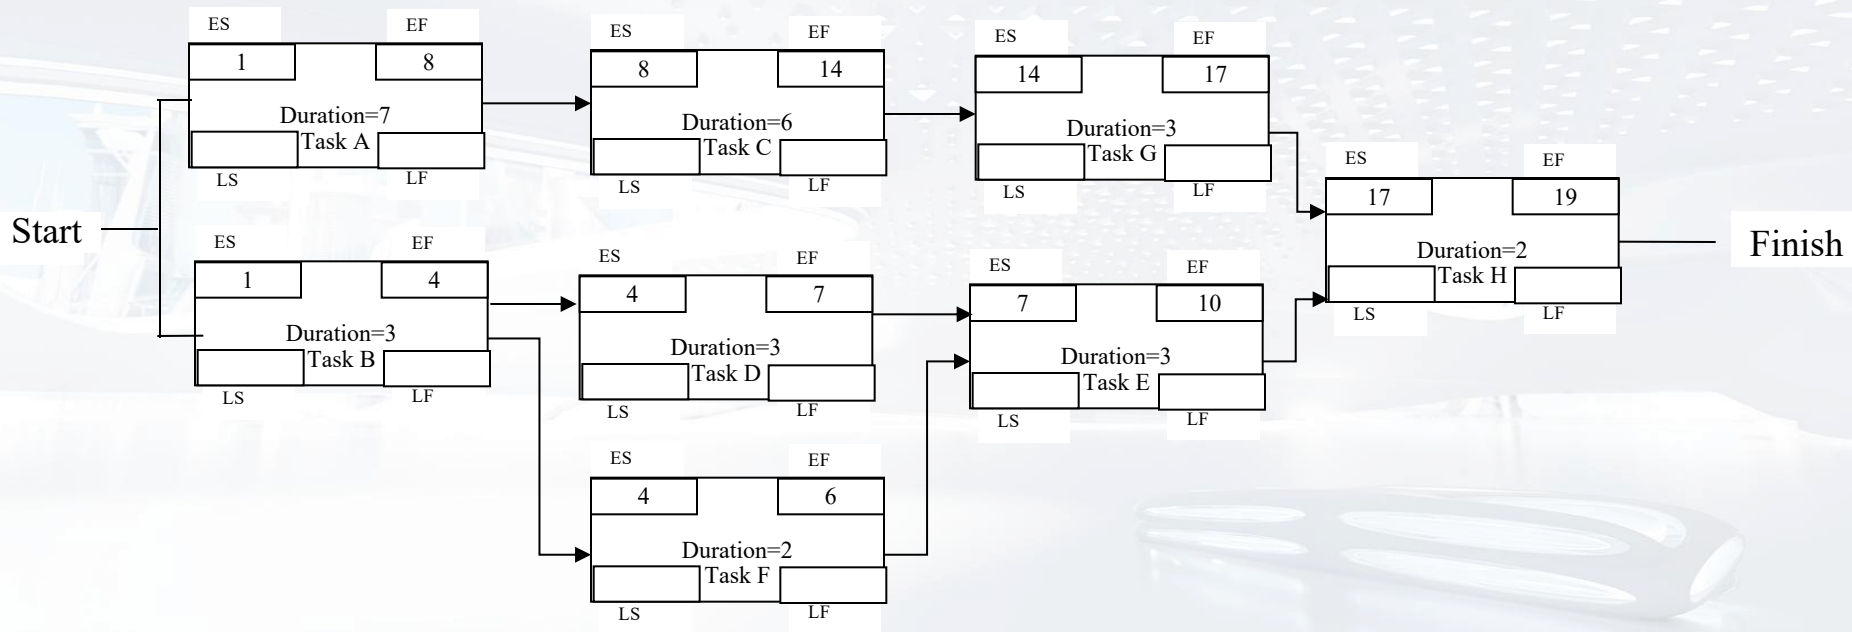 ES EF
1 8
Duration=7
Task A
LS LF
ES EF
8 14
Duration=6
Task C
LS LF
ES EF
14 17
Duration=3
Task G
LS LF
Start
ES EF
1 4
Duration=3
Task B
LS LF
ES EF
4 7
Duration=3
Task D
LS LF
ES EF
7 10
Duration=3
Task E
LS LF
ES EF
4 6
Duration=2
Task F
LS LF
ES EF
17 19
Duration=2
Task H
LS LF
Finish